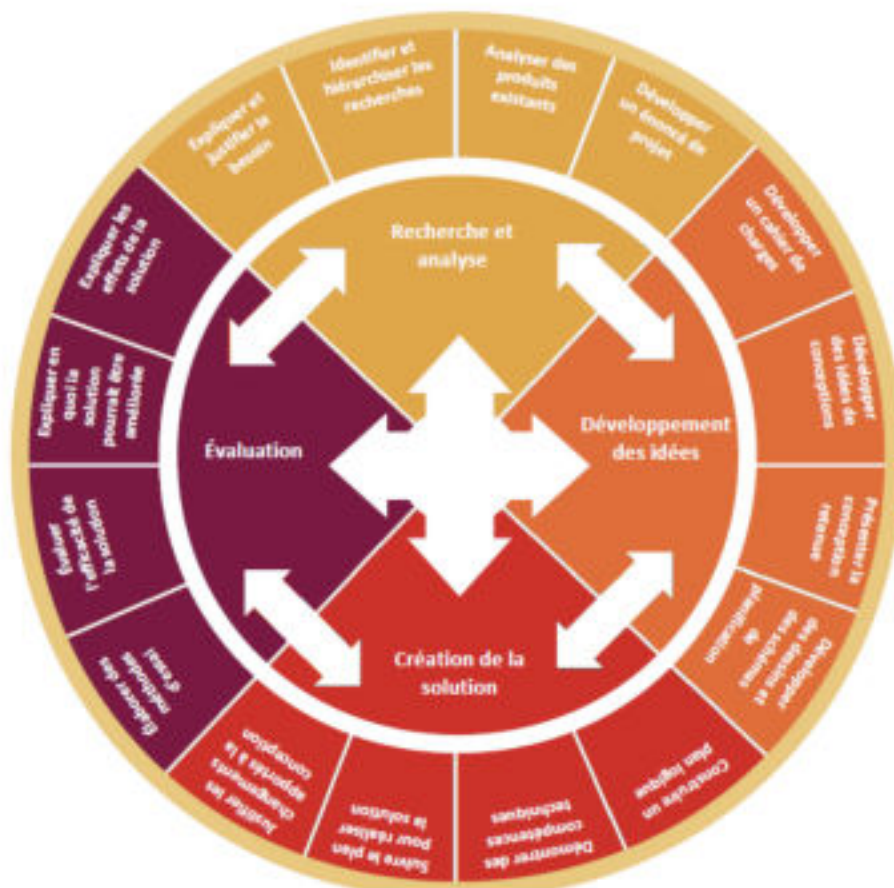 Recherche et
analyse
Développement
des idées
Création de la
solution
Évaluation
Expliquer et
justifier le
besoin
Identifier et
hiérarchiser les
recherches
Analyser des
produits
existants
Développer
un énoncé de
projet
Développer
un cahier de
charges
Développer
des idées de
conceptions
Présenter la
conception
retenue
Développer
des dessins et
des schémas
de
planification
Construire un
plan logique
Démontrer des
compétences
techniques
Suivre le plan
pour réaliser
la solution
Justifier les
changements
apportés à la
conception
Élaborer des
méthodes
d'essai
Évaluer
l'efficacité de
la solution
Expliquer en
quoi la
solution
pourrait être
améliorée
Expliquer les
effets de la
solution